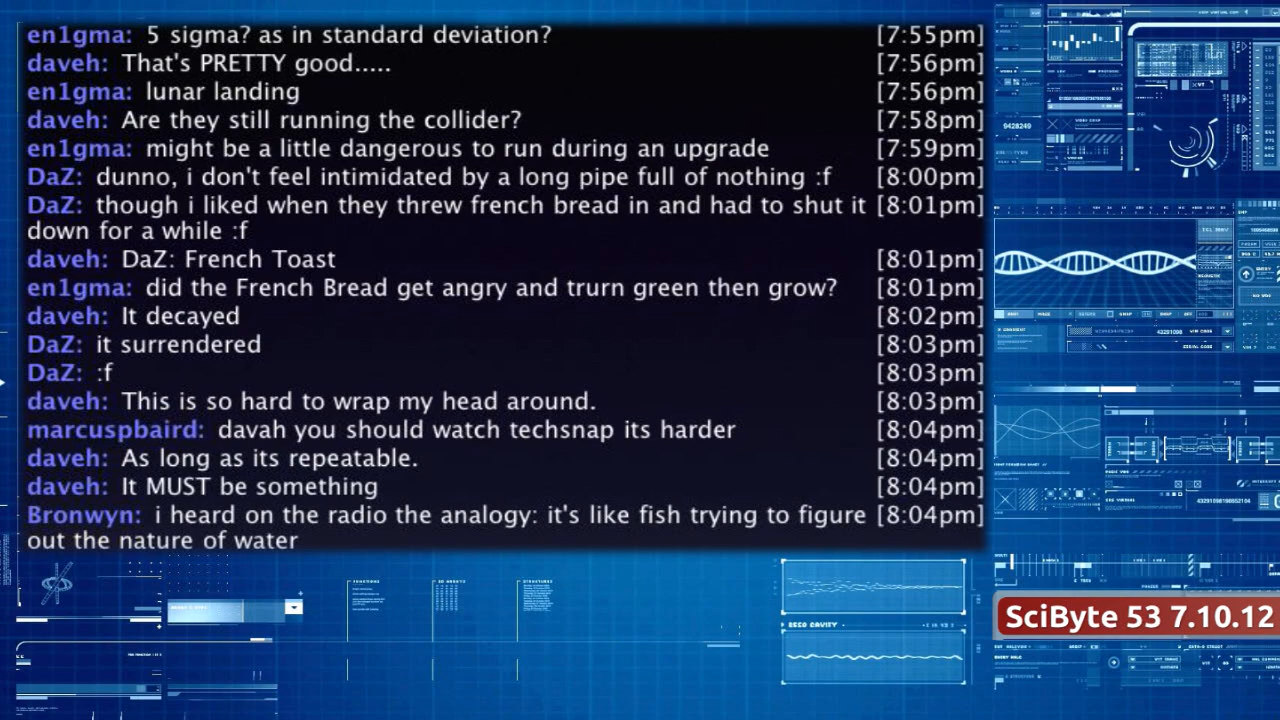 en1gma: 5 sigma? as in standard deviation? [7:55pm]
daveh: That's PRETTY good. [7:56pm]
en1gma: lunar landing [7:56pm]
daveh: Are they still running the collider? [7:58pm]
en1gma: might be a little dangeous to run during an upgrade [7:59pm]
DaZ: dunno, i don't feel intimidated by a long pipe full of nothing :f [8:00pm]
DaZ: though i liked when they threw french bread in and had to shut it [8:01pm]
down for a while :f
daveh: DaZ: French Toast [8:01pm]
en1gma: did the French Bread get angry and trurn green then grow? [8:01pm]
daveh: It decayed [8:02pm]
DaZ: it surrendered [8:03pm]
DaZ: :f [8:03pm]
daveh: This is so hard to wrap my head around. [8:03pm]
marcuspbaird: davah you should watch techsnap its harder [8:04pm]
daveh: As long as its repeatable. [8:04pm]
daveh: It MUST be something [8:04pm]
Bronwyn: i heard on the radio the analogy: it's like fish trying to figure [8:04pm]
out the nature of water
9428249
SciByte 53 7.10.12